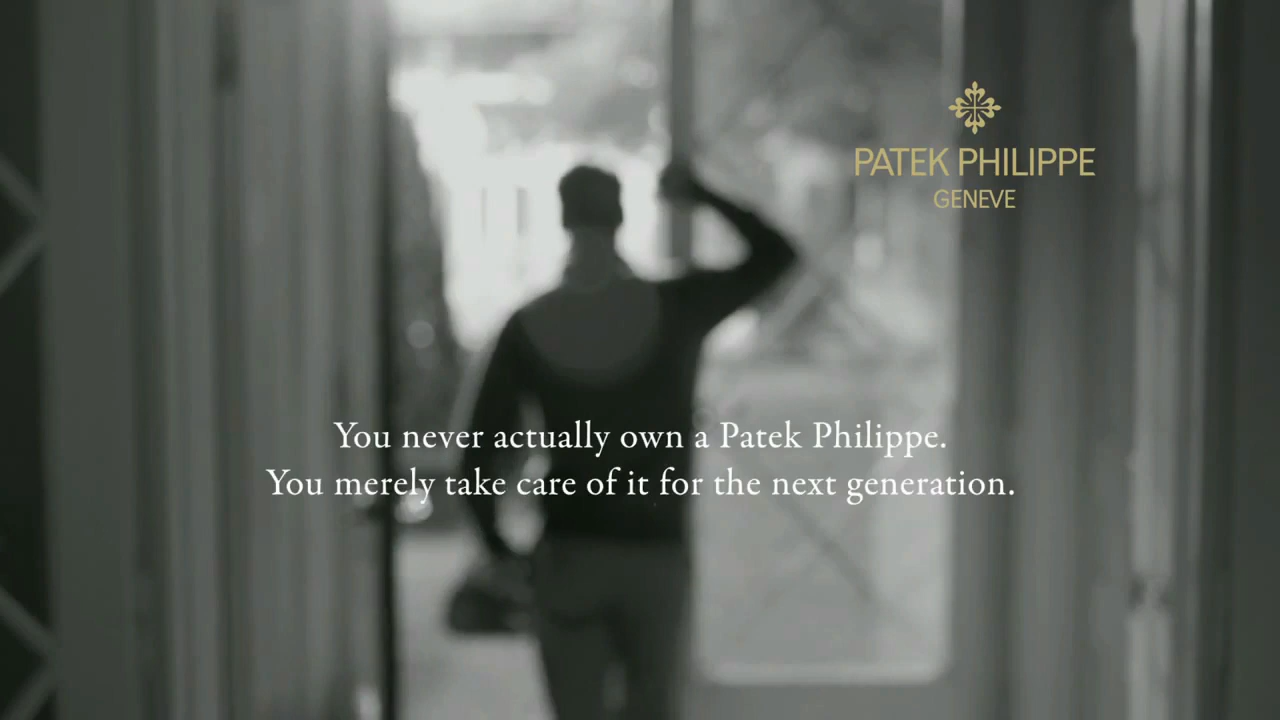 PATEK PHILIPPE
GENEVE
You never actually own a Patek Philippe.
You merely take care of it for the next generation.